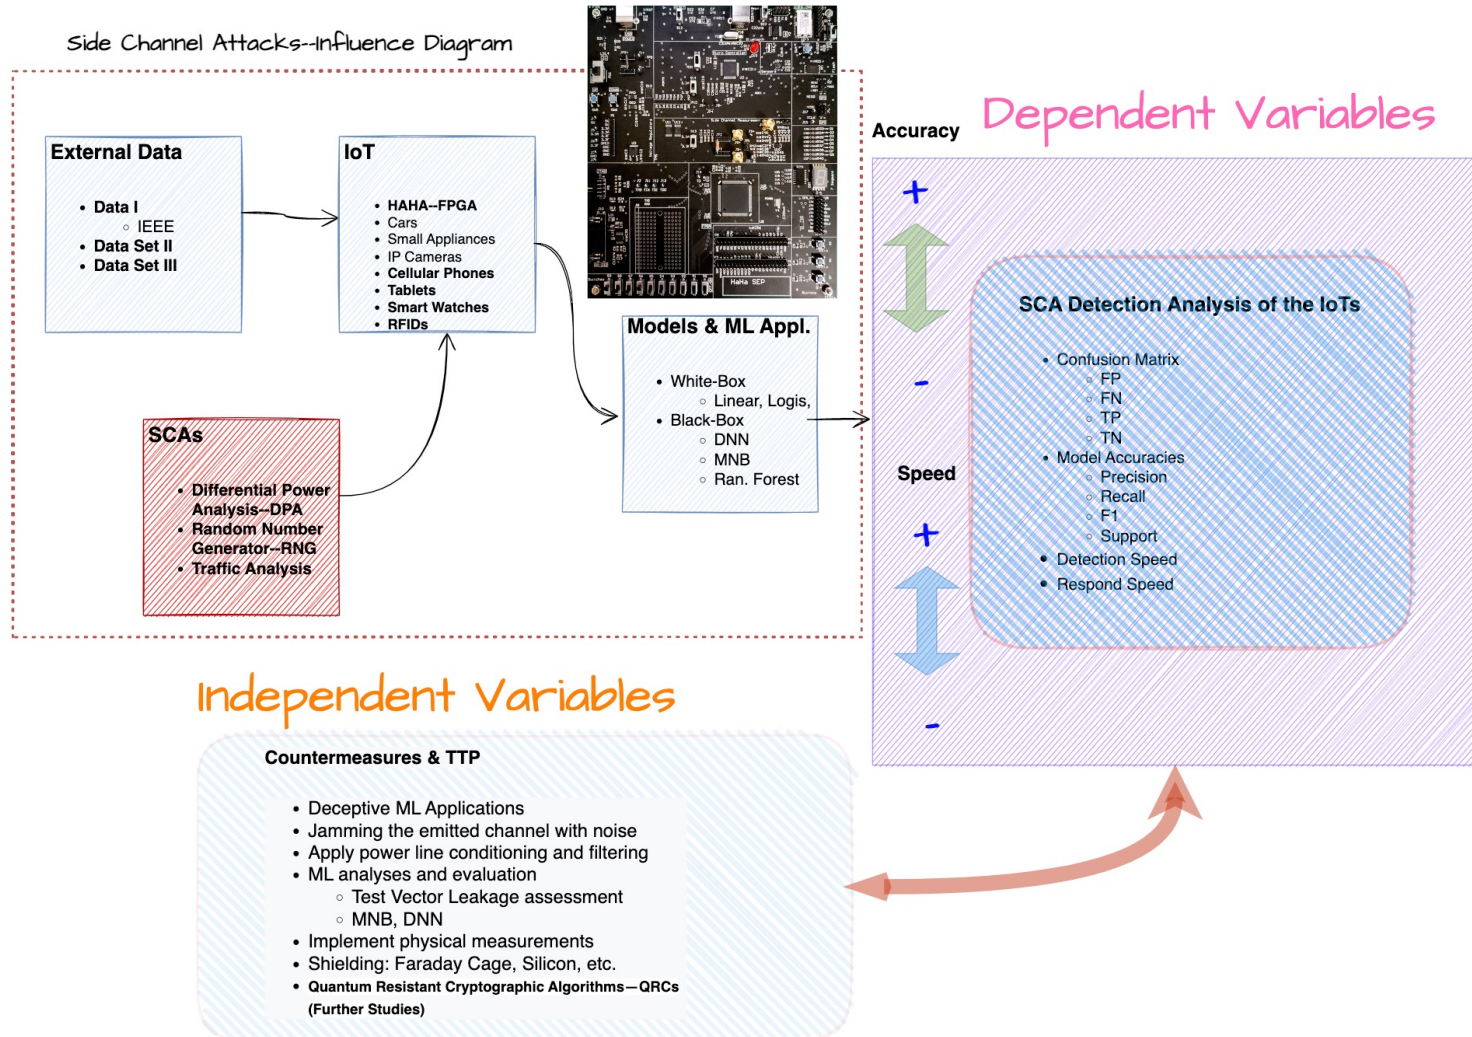 Side Channel Attacks--Influence Diagram
External Data
Data I
IEEE
Data Set II
Data Set III
IoT
HAHA--FPGA
Cars
Small Appliances
IP Cameras
Cellular Phones
Tablets
Smart Watches
RFIDs
SCAs
Differential Power
Analysis--DPA
Random Number
Generator--RNG
Traffic Analysis
HaHa SEP
Models & ML Appl.
White-Box
Linear, Logis,
Black-Box
DNN
MNB
Ran. Forest
Dependent Variables
Accuracy
+
-
Speed
+
-
SCA Detection Analysis of the IoTs
Confusion Matrix
FP
FN
TP
TN
Model Accuracies
Precision
Recall
F1
Support
Detection Speed
Respond Speed
Independent Variables
Countermeasures & TTP
Deceptive ML Applications
Jamming the emitted channel with noise
Apply power line conditioning and filtering
ML analyses and evaluation
Test Vector Leakage assessment
MNB, DNN
Implement physical measurements
Shielding: Faraday Cage, Silicon, etc.
Quantum Resistant Cryptographic Algorithms—QRCs
(Further Studies)